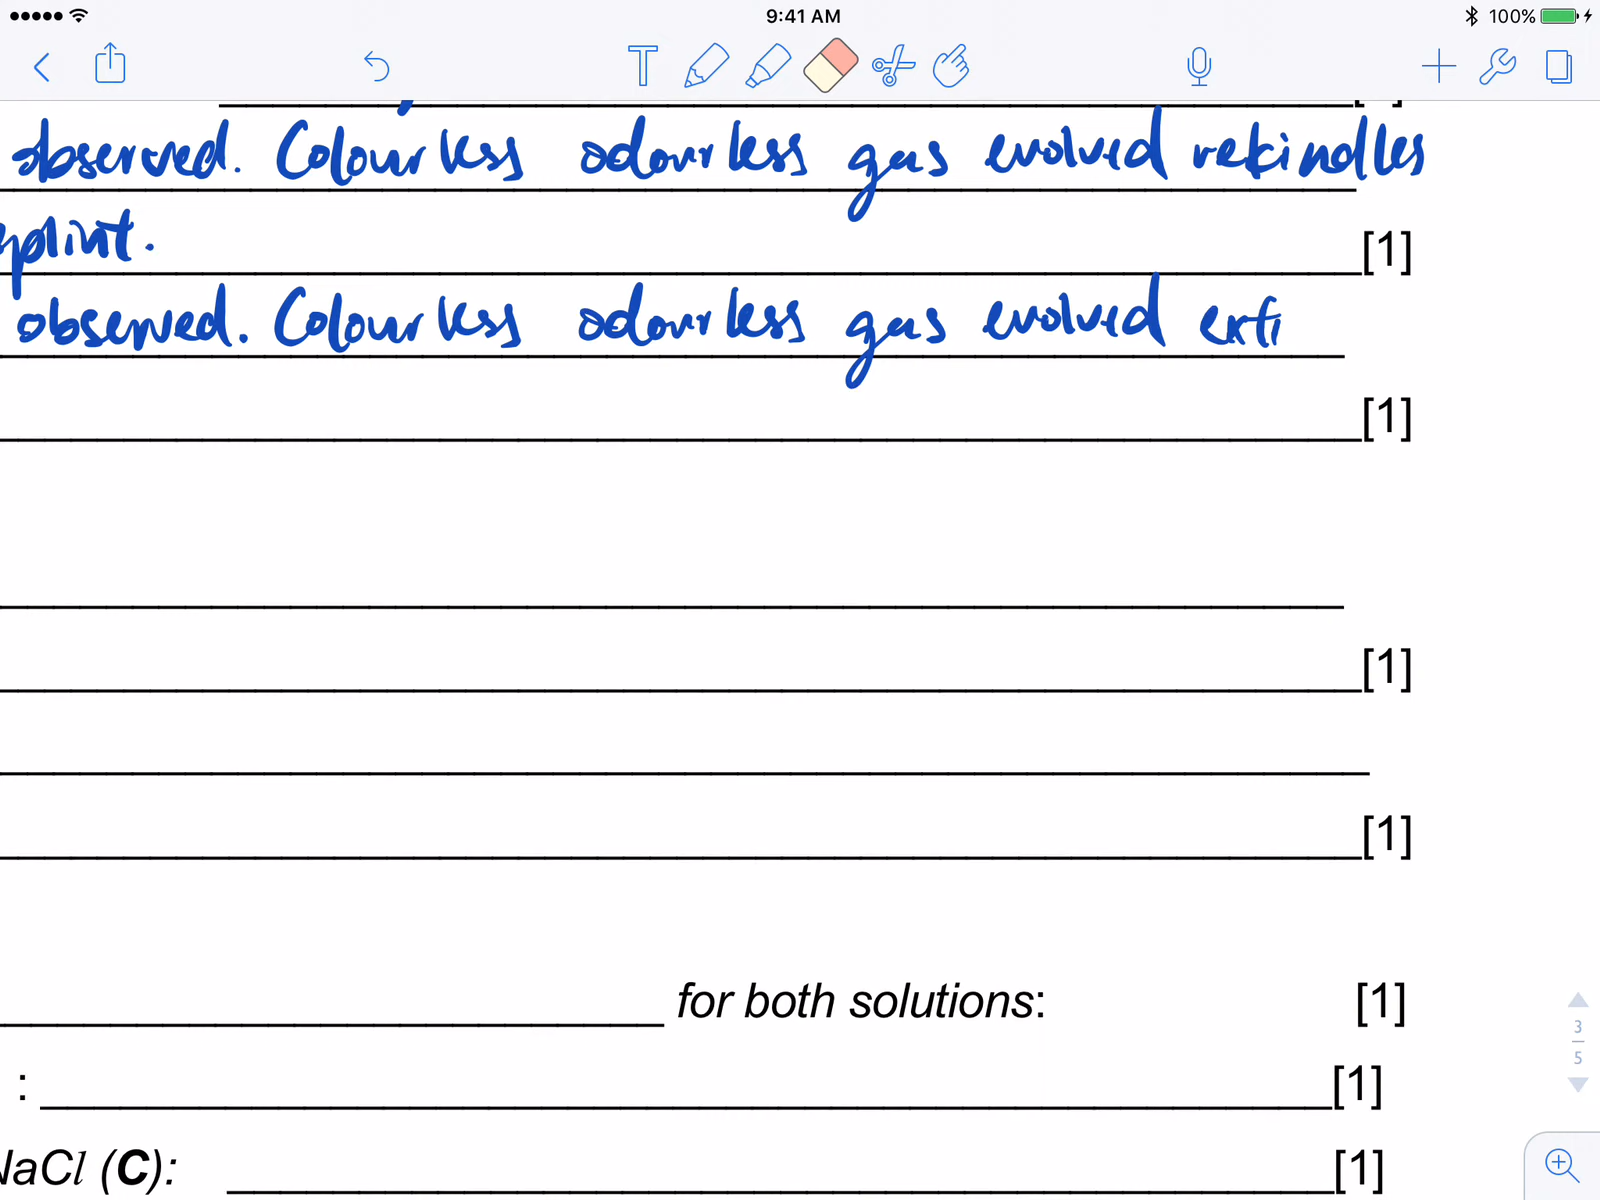 9:41 AM
100%
observed. Colourless odourless gas evolved rekindles
splint.
[1]
observed. Colourless odourless gas evolved exti
[1]
[1]
[1]
for both solutions: [1]
: [1]
NaCl (C): [1]
3
5